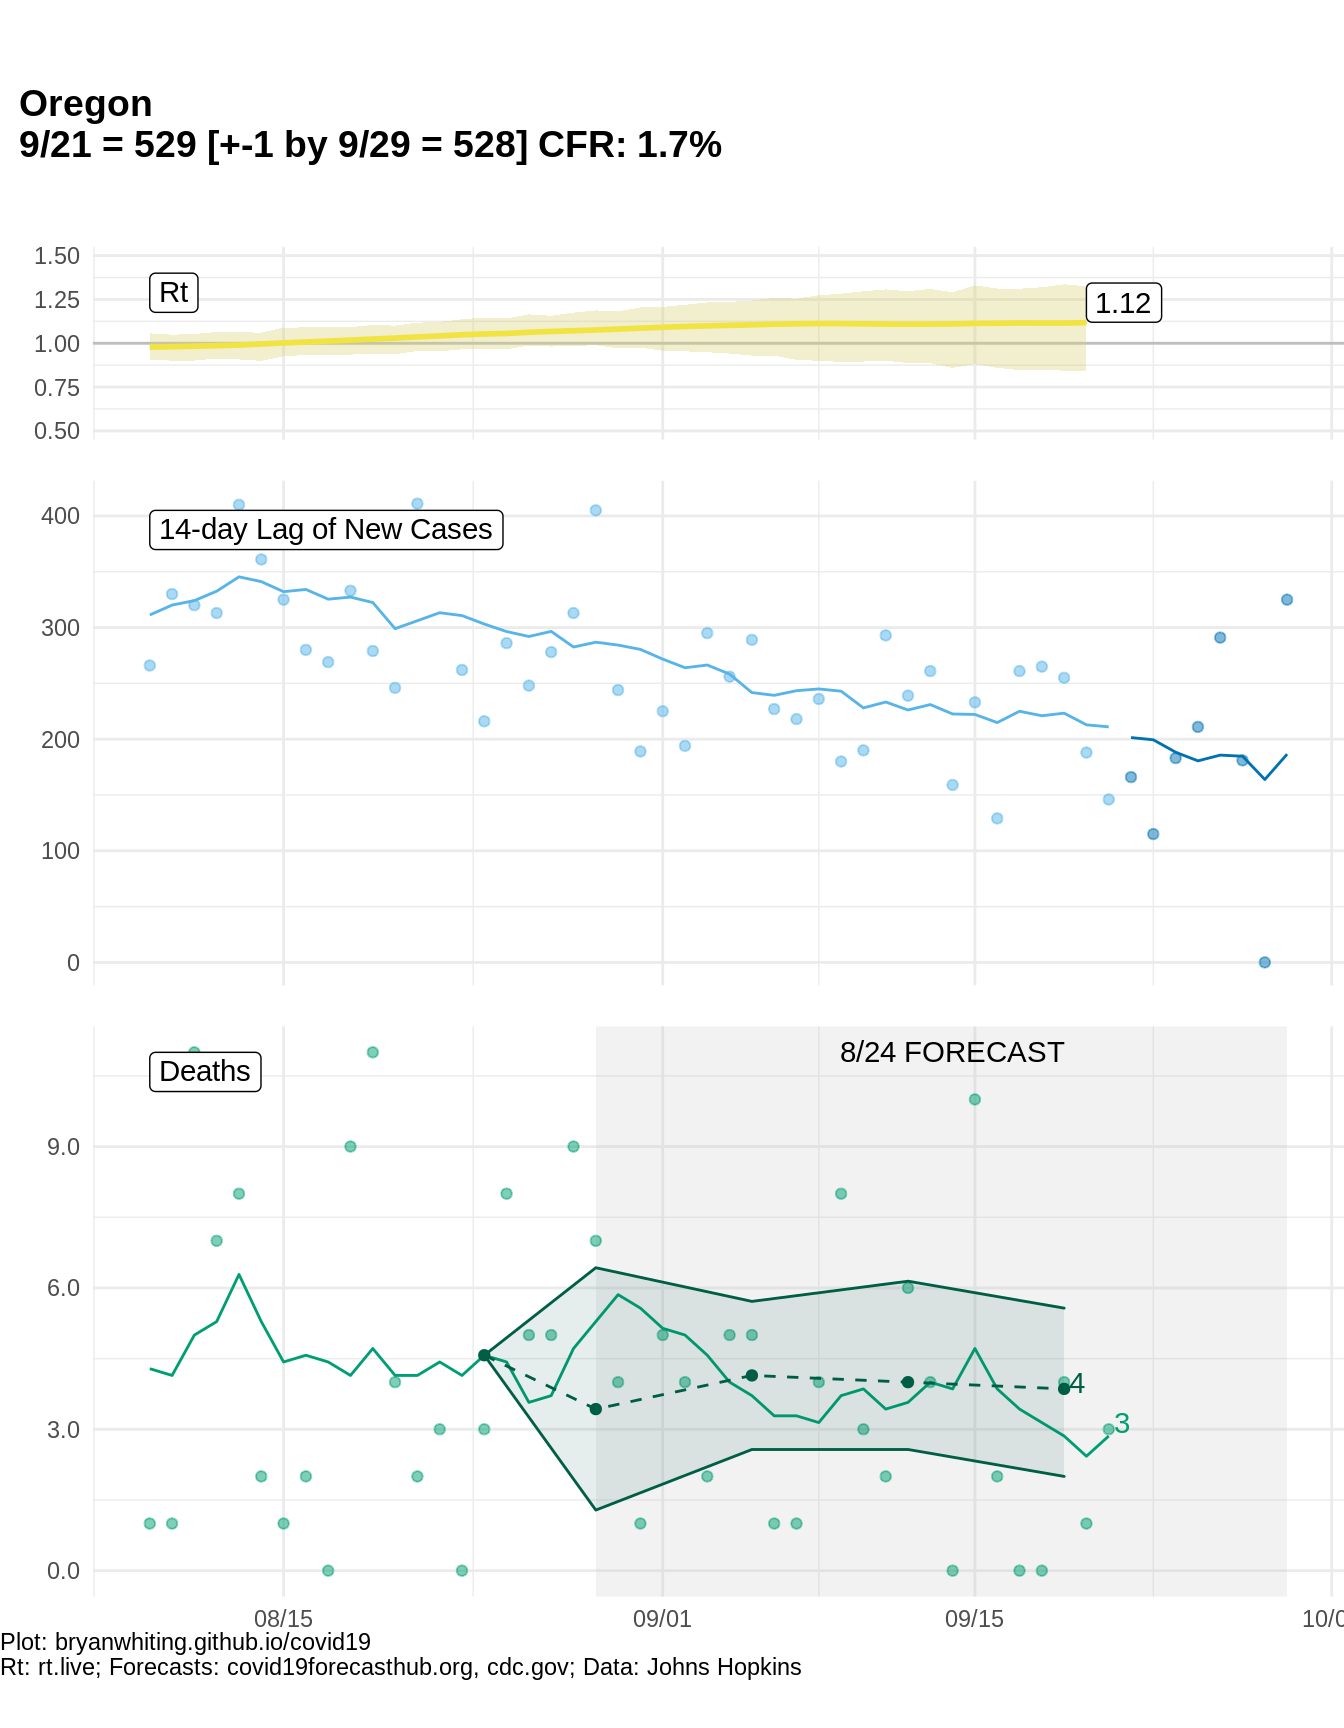 Oregon
9/21 = 529 [+-1 by 9/29 = 528] CFR: 1.7%
1.50
1.25
1.00
0.75
0.50
Rt
1.12
400
300
200
100
0
14-day Lag of New Cases
9.0
6.0
3.0
0.0
Deaths
8/24 FORECAST
4
3
08/15
09/01
09/15
10/0
Plot: bryanwhiting.github.io/covid19
Rt: rt.live; Forecasts: covid19forecasthub.org, cdc.gov; Data: Johns Hopkins